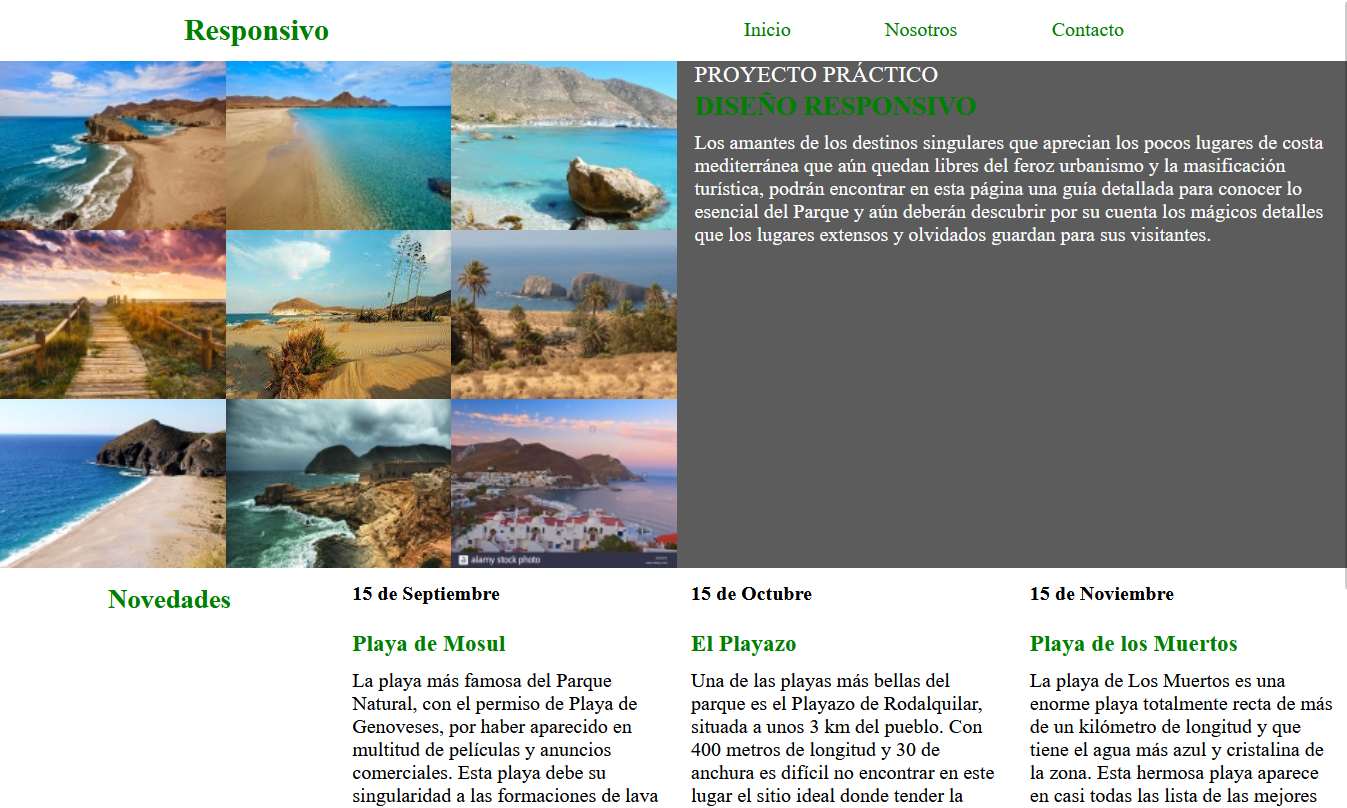 Responsivo
Inicio
Nosotros
Contacto
PROYECTO PRÁCTICO
DISEÑO RESPONSIVO
Los amantes de los destinos singulares que aprecian los pocos lugares de costa
mediterránea que aún quedan libres del feroz urbanismo y la masificación
turística, podrán encontrar en esta página una guía detallada para conocer lo
esencial del Parque y aún deberán descubrir por su cuenta los mágicos detalles
que los lugares extensos y olvidados guardan para sus visitantes.
alamy stock photo
Novedades
15 de Septiembre
Playa de Mosul
La playa más famosa del Parque
Natural, con el permiso de Playa de
Genoveses, por haber aparecido en
multitud de películas y anuncios
comerciales. Esta playa debe su
singularidad a las formaciones de lava
15 de Octubre
El Playazo
Una de las playas más bellas del
parque es el Playazo de Rodalquilar,
situada a unos 3 km del pueblo. Con
400 metros de longitud y 30 de
anchura es difícil no encontrar en este
lugar el sitio ideal donde tender la
15 de Noviembre
Playa de los Muertos
La playa de Los Muertos es una
enorme playa totalmente recta de más
de un kilómetro de longitud y que
tiene el agua más azul y cristalina de
la zona. Esta hermosa playa aparece
en casi todas las lista de las mejores